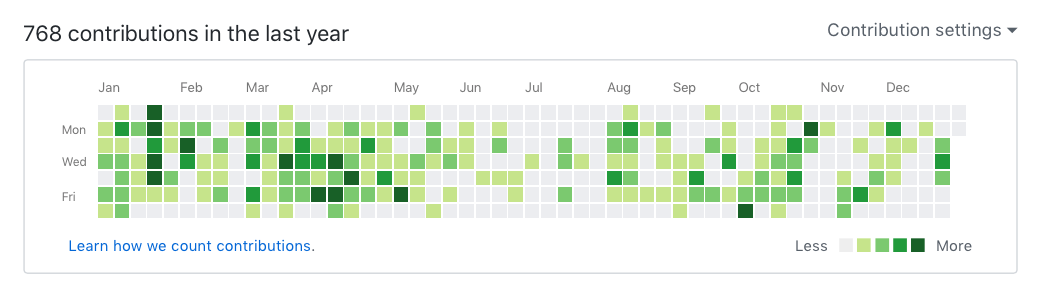 768 contributions in the last year
Contribution settings
Jan Feb Mar Apr May Jun Jul Aug Sep Oct Nov Dec
Mon
Wed
Fri
Learn how we count contributions.
Less More